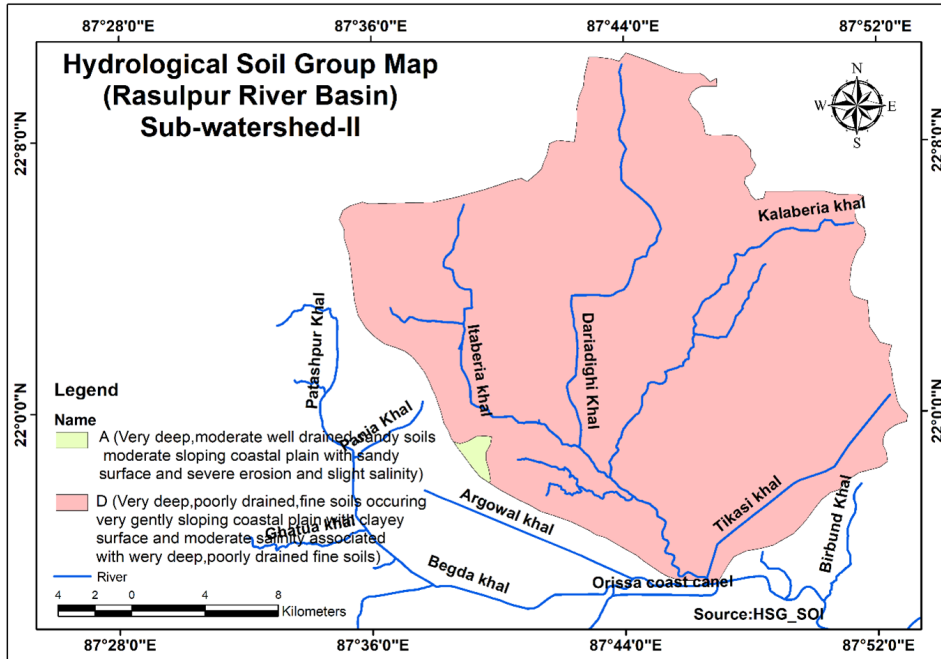 87°28'0"E 87°36'0"E 87°44'0"E 87°52'0"E
Hydrological Soil Group Map
(Rasulpur River Basin)
Sub-watershed-II
N
W E
S
22°8'0"N 22°8'0"N
Kalaberia khal
Patashpur Khal
Itaberia khal
Dariadighi Khal
22°0'0"N 22°0'0"N
Legend
Name
Pania Khal
A (Very deep,moderate well drained,sandy soils
moderate sloping coastal plain with sandy
surface and severe erosion and slight salinity)
D (Very deep,poorly drained,fine soils occuring
very gently sloping coastal plain with clayey
surface and moderate salinity associated
with wery deep,poorly drained fine soils)
Ghatua khal
Argowal khal
Tikasi khal
Birbund Khal
Begda khal
Orissa coast canel
River
4 2 0 4 8
Kilometers
Source:HSG_SOI
87°28'0"E 87°36'0"E 87°44'0"E 87°52'0"E